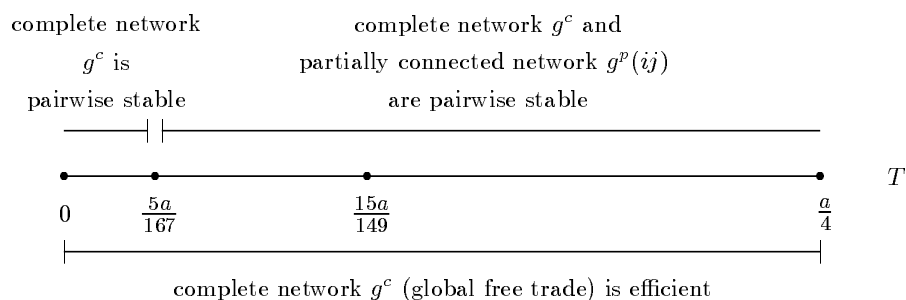 complete network
g^c is
pairwise stable
complete network g^c and
partially connected network g^p(ij)
are pairwise stable
T
0
5a/167
15a/149
a/4
complete network g^c (global free trade) is efficient